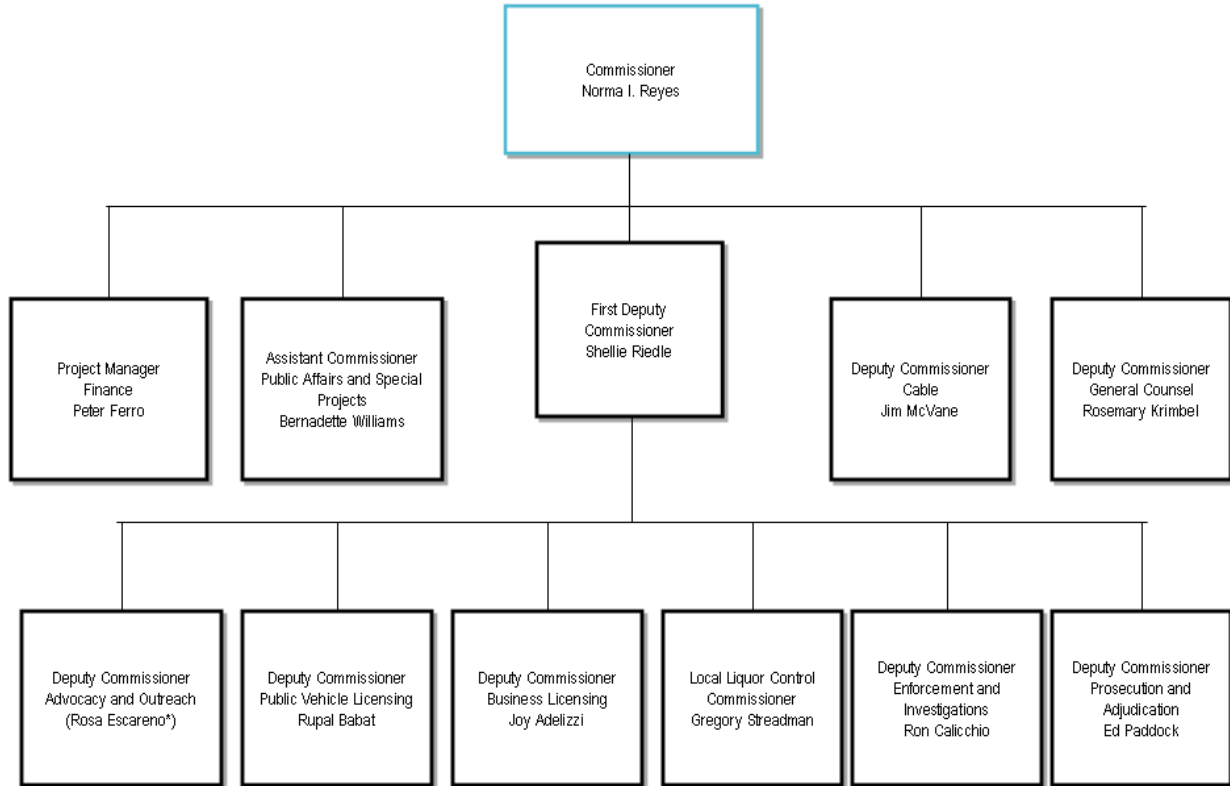 Commissioner
Norma I. Reyes
First Deputy
Commissioner
Shellie Riedle
Project Manager
Finance
Peter Ferro
Assistant Commissioner
Public Affairs and Special
Projects
Bernadette Williams
Deputy Commissioner
Cable
Jim McVane
Deputy Commissioner
General Counsel
Rosemary Krimbel
Deputy Commissioner
Advocacy and Outreach
(Rosa Escareno*)
Deputy Commissioner
Public Vehicle Licensing
Rupal Babat
Deputy Commissioner
Business Licensing
Joy Adelizzi
Local Liquor Control
Commissioner
Gregory Streadman
Deputy Commissioner
Enforcement and
Investigations
Ron Calicchio
Deputy Commissioner
Prosecution and
Adjudication
Ed Paddock